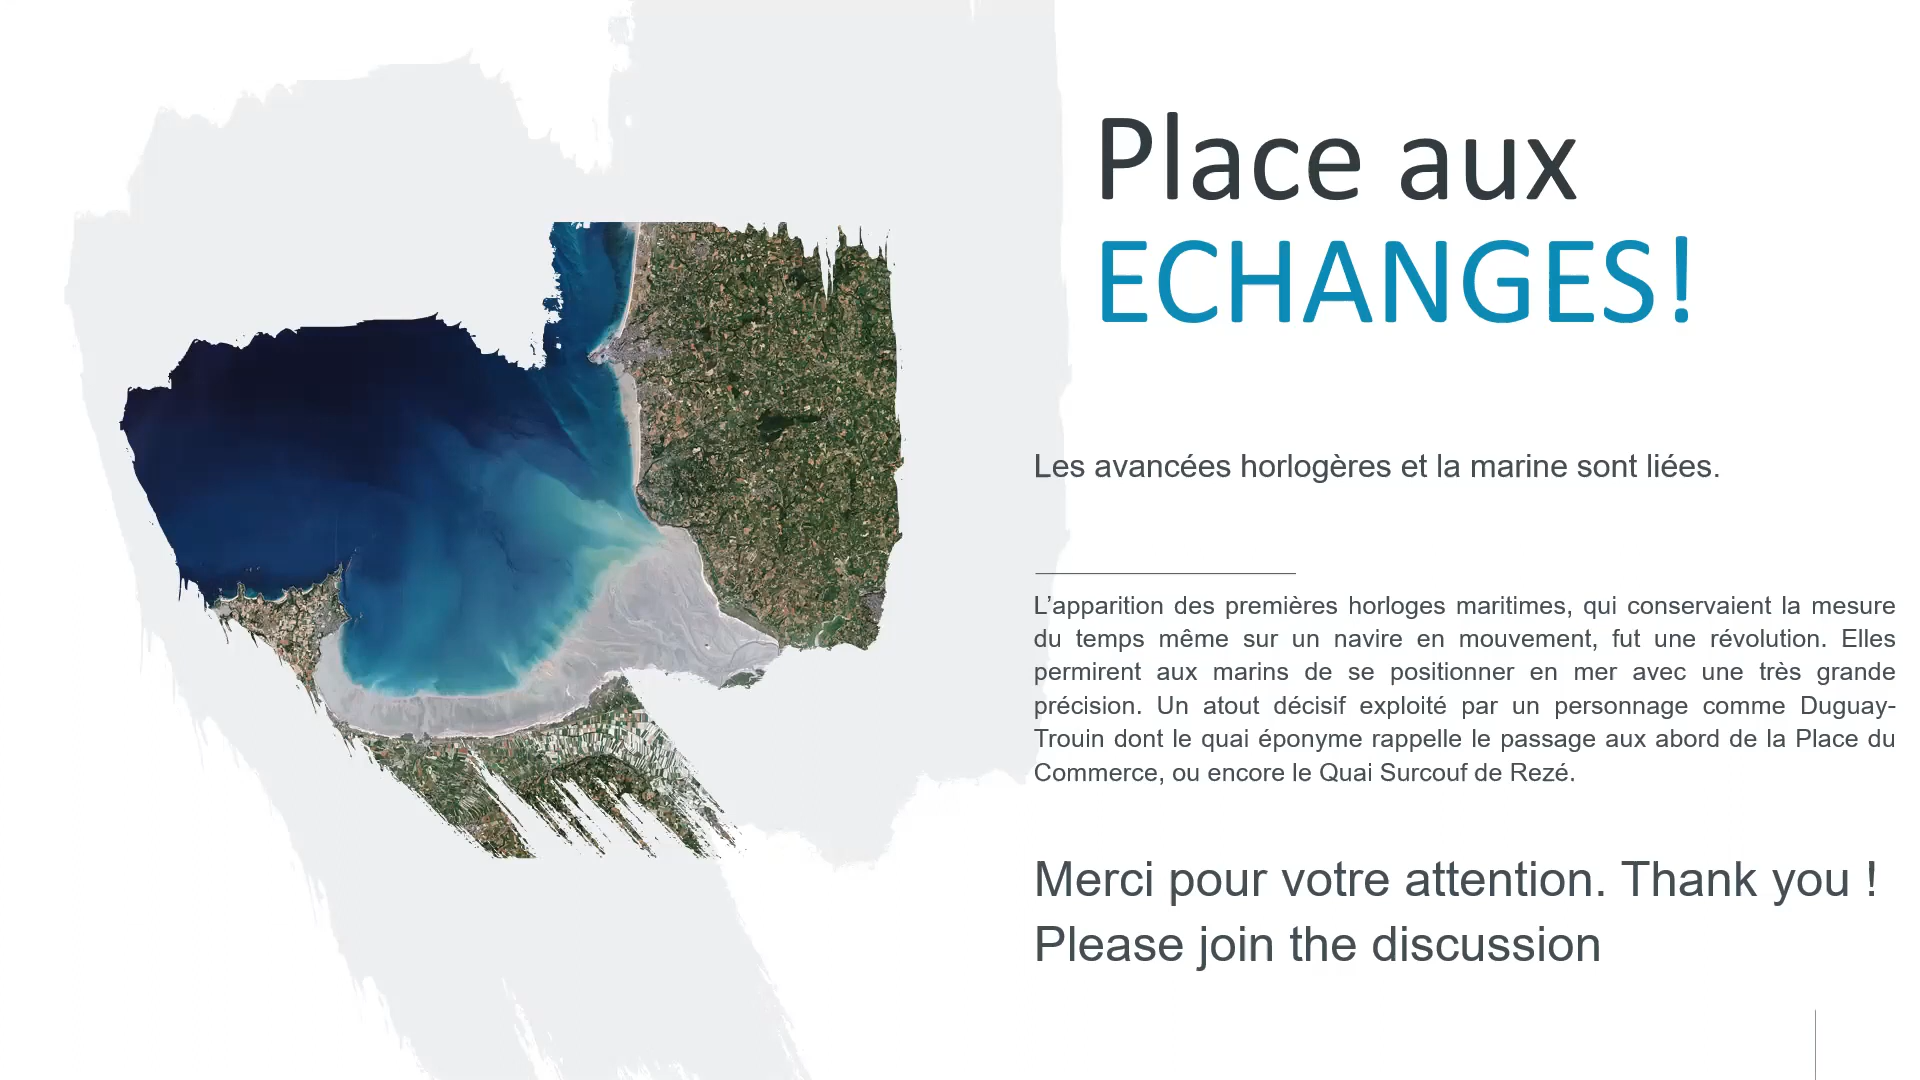 Place aux
ECHANGES!
Les avancées horlogères et la marine sont liées.
L’apparition des premières horloges maritimes, qui conservaient la mesure
du temps même sur un navire en mouvement, fut une révolution. Elles
permirent aux marins de se positionner en mer avec une très grande
précision. Un atout décisif exploité par un personnage comme Duguay-
Trouin dont le quai éponyme rappelle le passage aux abord de la Place du
Commerce, ou encore le Quai Surcouf de Rezé.
Merci pour votre attention. Thank you !
Please join the discussion